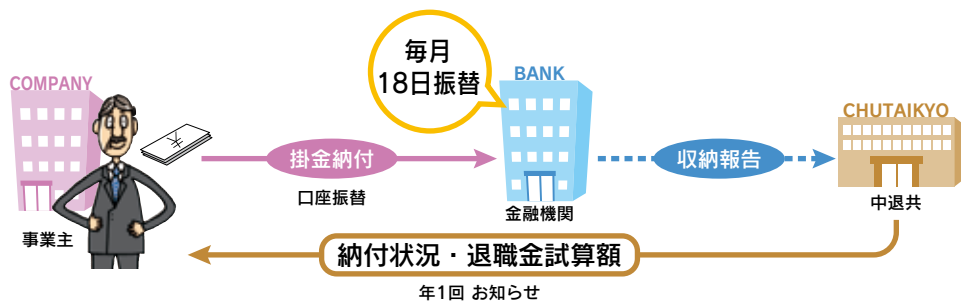 毎月
18日振替
COMPANY
BANK
CHUTAIKYO
¥
掛金納付
収納報告
口座振替
金融機関
中退共
事業主
納付状況・退職金試算額
年1回 お知らせ